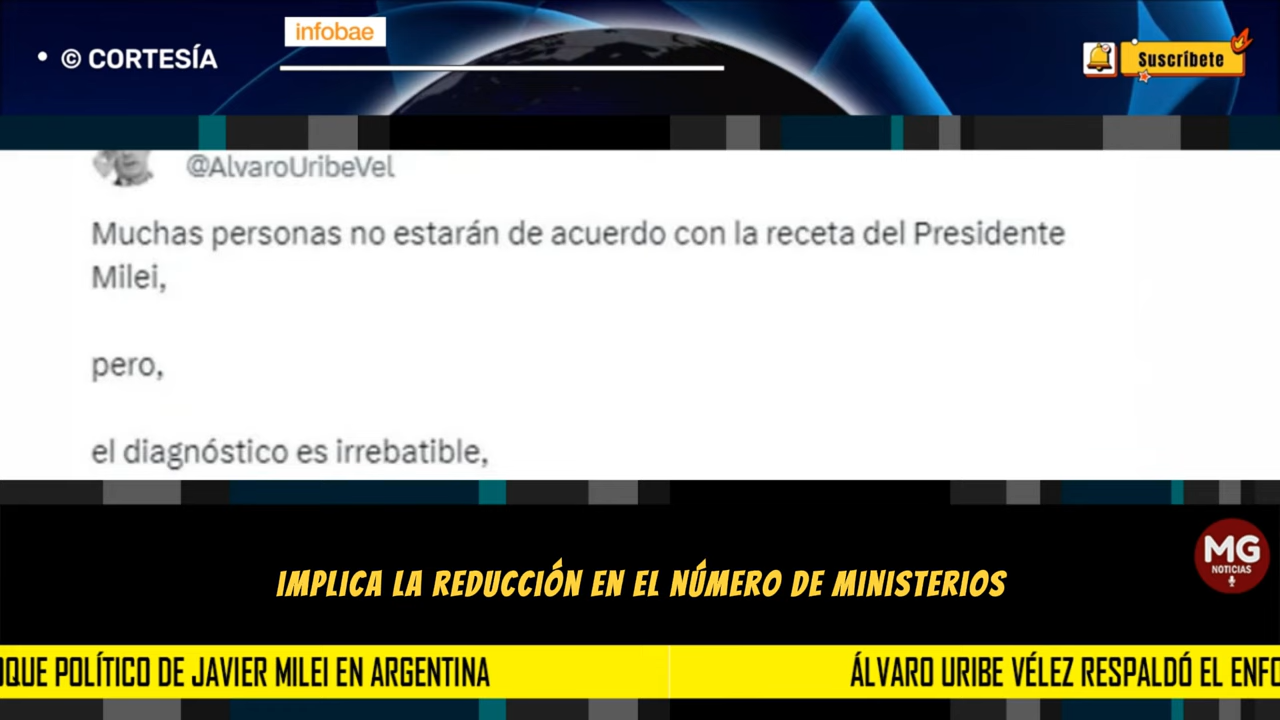 infobae
• © CORTESÍA
Suscríbete
@AlvaroUribeVel
Muchas personas no estarán de acuerdo con la receta del Presidente
Milei,
pero,
el diagnóstico es irrebatible,
IMPLICA LA REDUCCIÓN EN EL NÚMERO DE MINISTERIOS
MG
NOTICIAS
OQUE POLÍTICO DE JAVIER MILEI EN ARGENTINA
ÁLVARO URIBE VÉLEZ RESPALDÓ EL ENFO